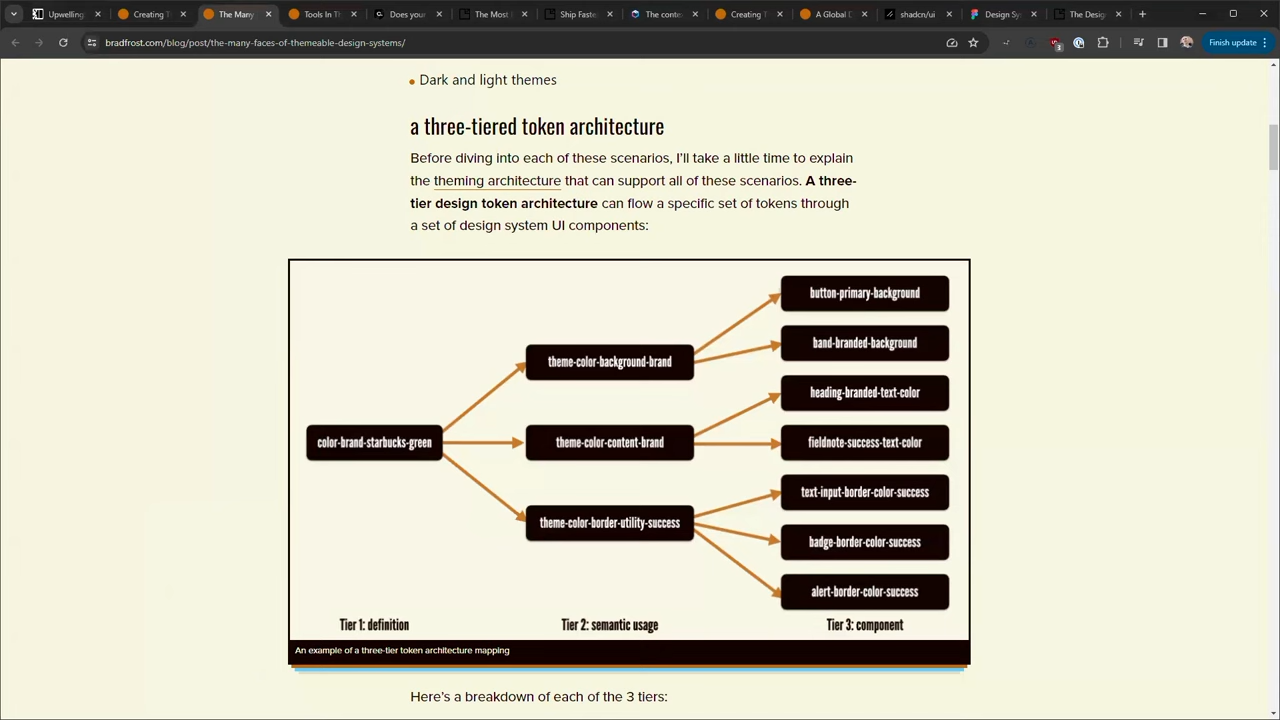 Upwelling
Creating T
The Many
Tools In Th
Does your
The Most I
Ship Faste
The conte
Creating T
A Global D
shadcn/ui
Design Sy
The Design
bradfrost.com/blog/post/the-many-faces-of-themeable-design-systems/
3
Finish update
Dark and light themes
a three-tiered token architecture
Before diving into each of these scenarios, I'll take a little time to explain
the theming architecture that can support all of these scenarios. A three-
tier design token architecture can flow a specific set of tokens through
a set of design system UI components:
color-brand-starbucks-green
Tier 1: definition
theme-color-background-brand
theme-color-content-brand
theme-color-border-utility-success
Tier 2: semantic usage
button-primary-background
band-branded-background
heading-branded-text-color
fieldnote-success-text-color
text-input-border-color-success
badge-border-color-success
alert-border-color-success
Tier 3: component
An example of a three-tier token architecture mapping
Here's a breakdown of each of the 3 tiers: